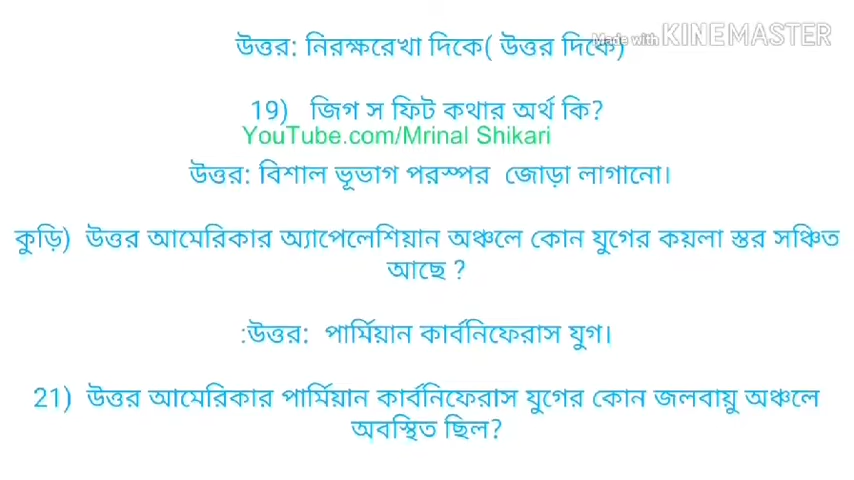 উত্তর: নিরক্ষরেখা দিকে( উত্তর দিকে)
Made with KINEMASTER
19) জিগ স ফিট কথার অর্থ কি?
YouTube.com/Mrinal Shikari
উত্তর: বিশাল ভূভাগ পরস্পর জোড়া লাগানো।
কুড়ি) উত্তর আমেরিকার অ্যাপেলেশিয়ান অঞ্চলে কোন যুগের কয়লা স্তর সঞ্চিত
আছে ?
:উত্তর: পার্মিয়ান কার্বনিফেরাস যুগ।
21) উত্তর আমেরিকার পার্মিয়ান কার্বনিফেরাস যুগের কোন জলবায়ু অঞ্চলে
অবস্থিত ছিল?